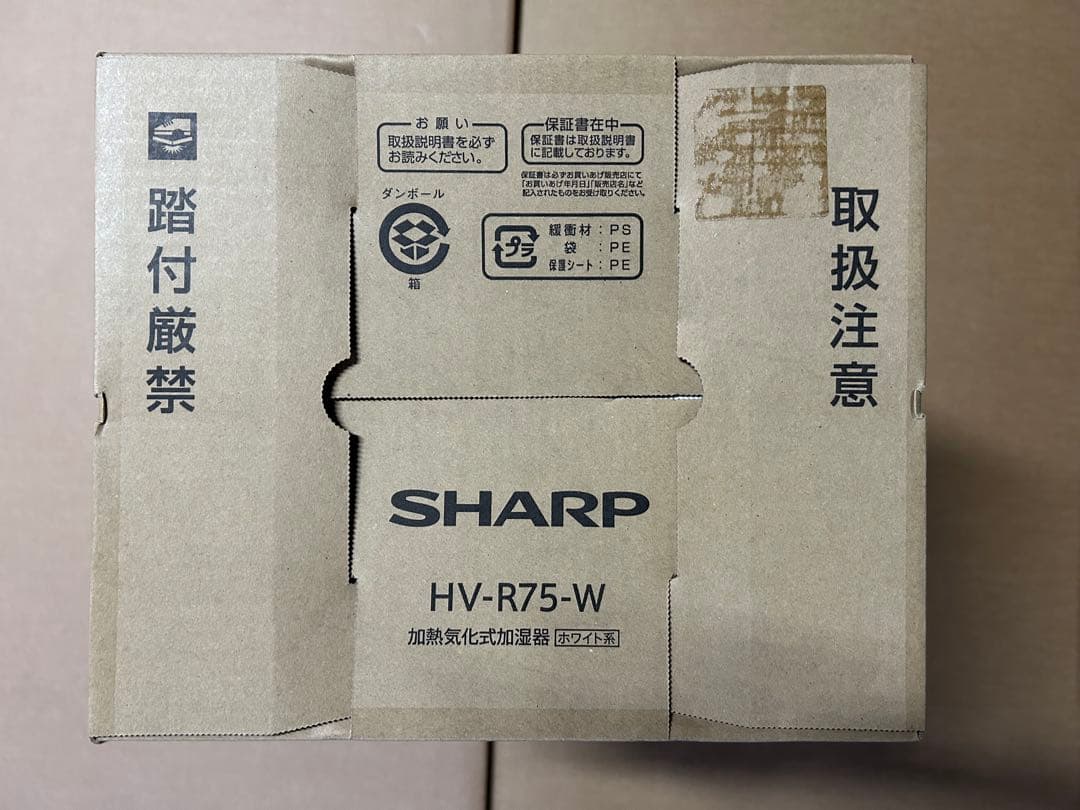 踏付厳禁
お願い
取扱説明書を必ず
お読みください。
保証書在中
保証書は取扱説明書
に記載しております。
保証書は必ずお買いあげ販売店にて
「お買いあげ年月日」「販売店名」など
記入されたものをお受け取りください。
ダンボール
箱
プラ
緩衝材：PS
袋：PE
保護シート：PE
取扱注意
SHARP
HV-R75-W
加熱気化式加湿器 ホワイト系